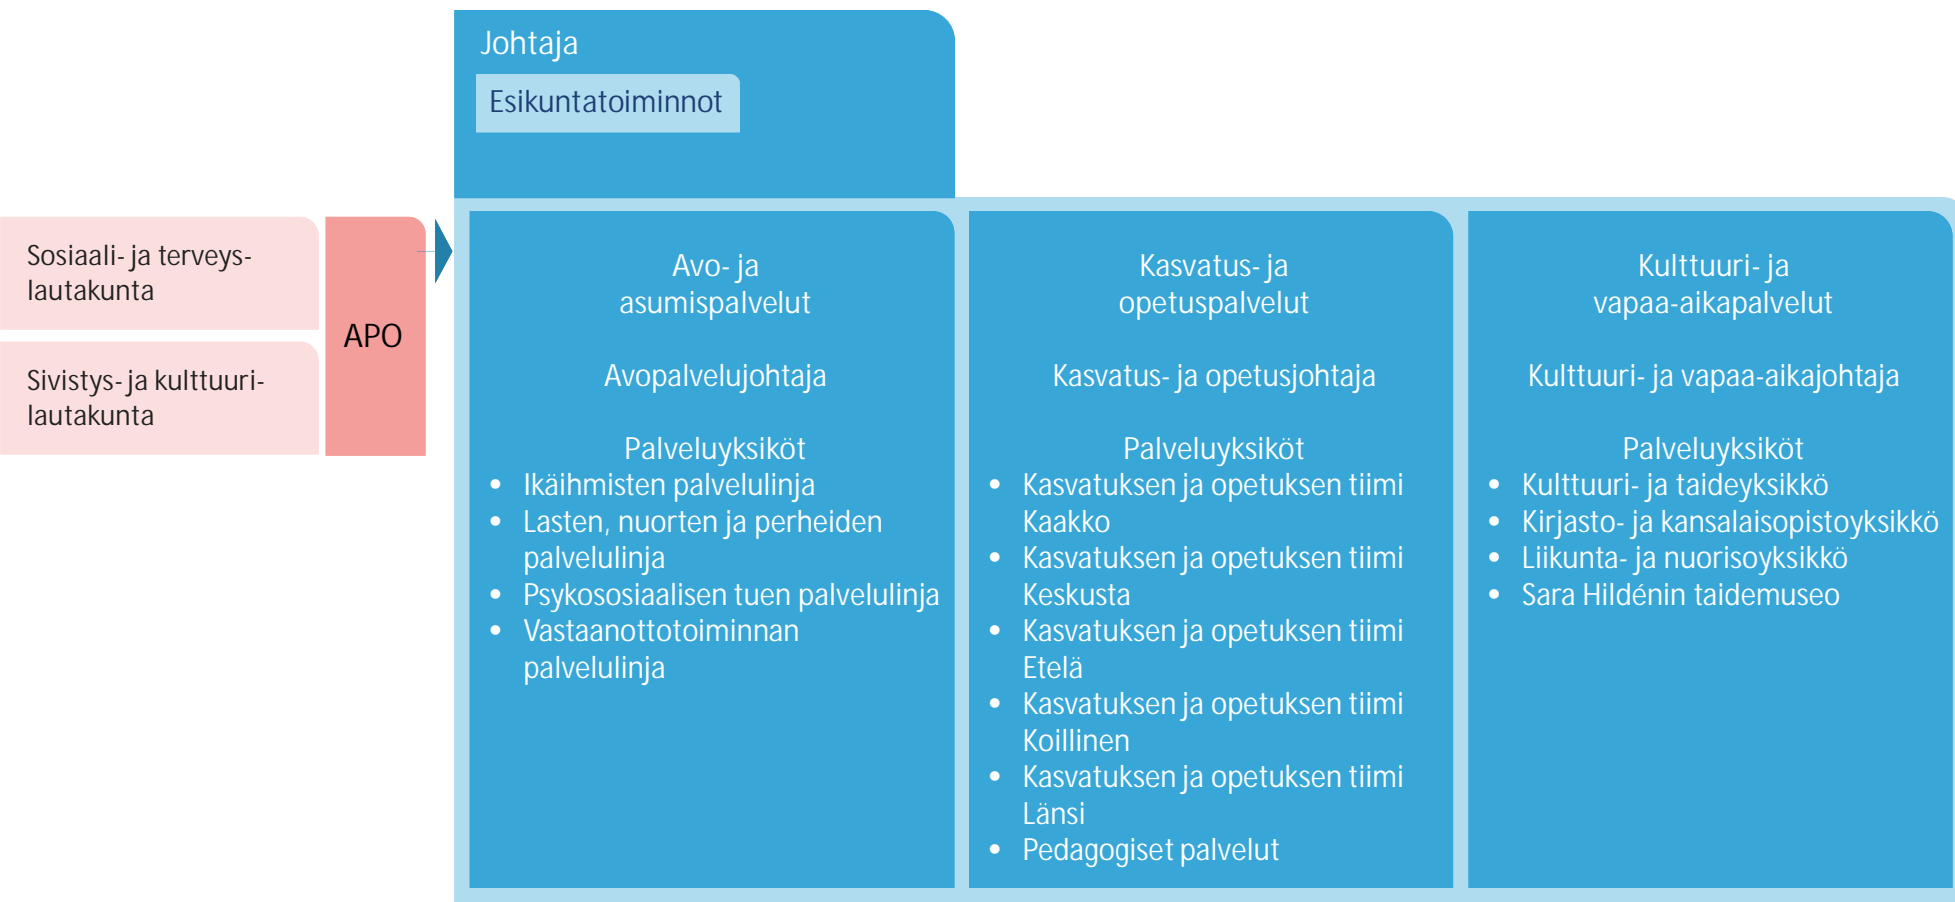 Johtaja
Esikuntatoiminnot
Sosiaali- ja terveys-
lautakunta
Sivistys- ja kulttuuri-
lautakunta
APO
Avo- ja
asumispalvelut
Avopalvelujohtaja
Palveluyksiköt
• Ikäihmisten palvelulinja
• Lasten, nuorten ja perheiden
palvelulinja
• Psykososiaalisen tuen palvelulinja
• Vastaanottotoiminnan
palvelulinja
Kasvatus- ja
opetuspalvelut
Kasvatus- ja opetusjohtaja
Palveluyksiköt
• Kasvatuksen ja opetuksen tiimi
Kaakko
• Kasvatuksen ja opetuksen tiimi
Keskusta
• Kasvatuksen ja opetuksen tiimi
Etelä
• Kasvatuksen ja opetuksen tiimi
Koillinen
• Kasvatuksen ja opetuksen tiimi
Länsi
• Pedagogiset palvelut
Kulttuuri- ja
vapaa-aikapalvelut
Kulttuuri- ja vapaa-aikajohtaja
Palveluyksiköt
• Kulttuuri- ja taideyksikkö
• Kirjasto- ja kansalaisopistoyksikkö
• Liikunta- ja nuorisoyksikkö
• Sara Hildénin taidemuseo